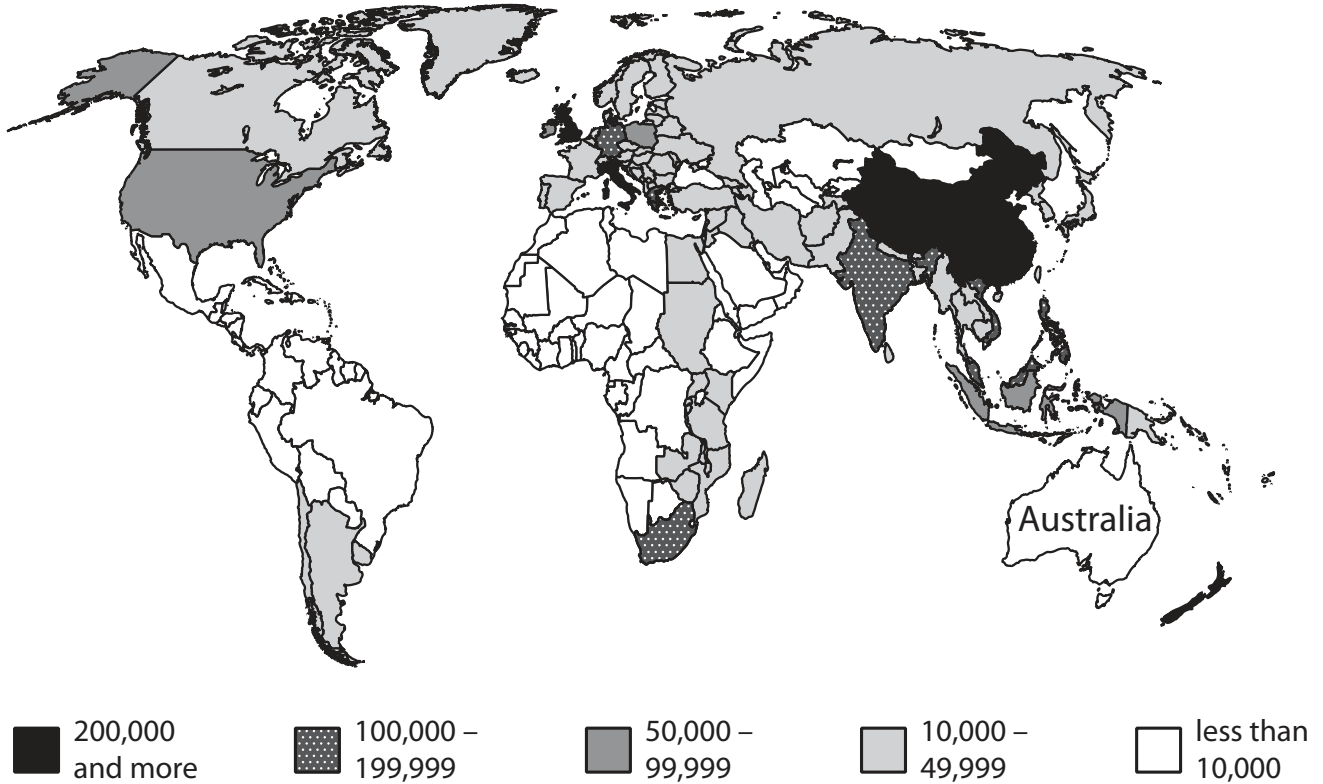 Australia
200,000
and more
100,000 –
199,999
50,000 –
99,999
10,000 –
49,999
less than
10,000